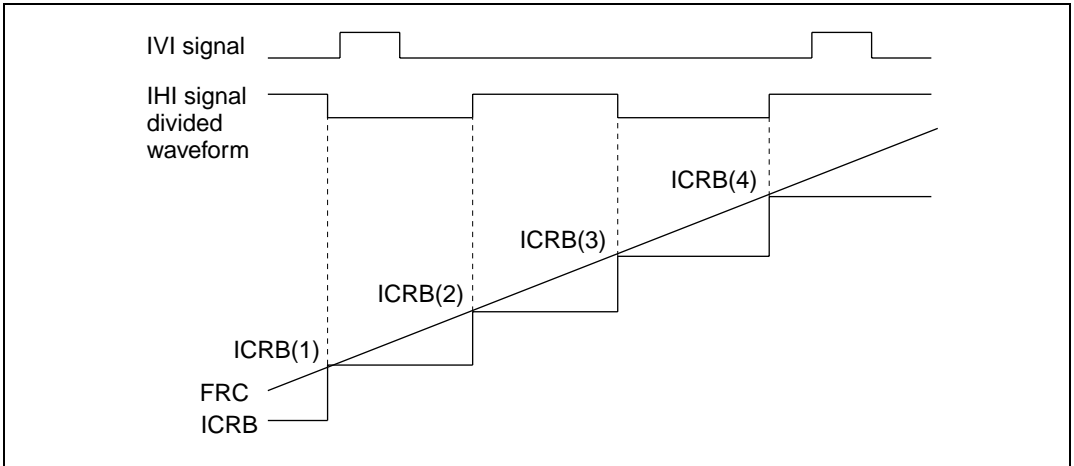 IVI signal
IHI signal
divided
waveform
ICRB(4)
ICRB(3)
ICRB(2)
ICRB(1)
FRC
ICRB